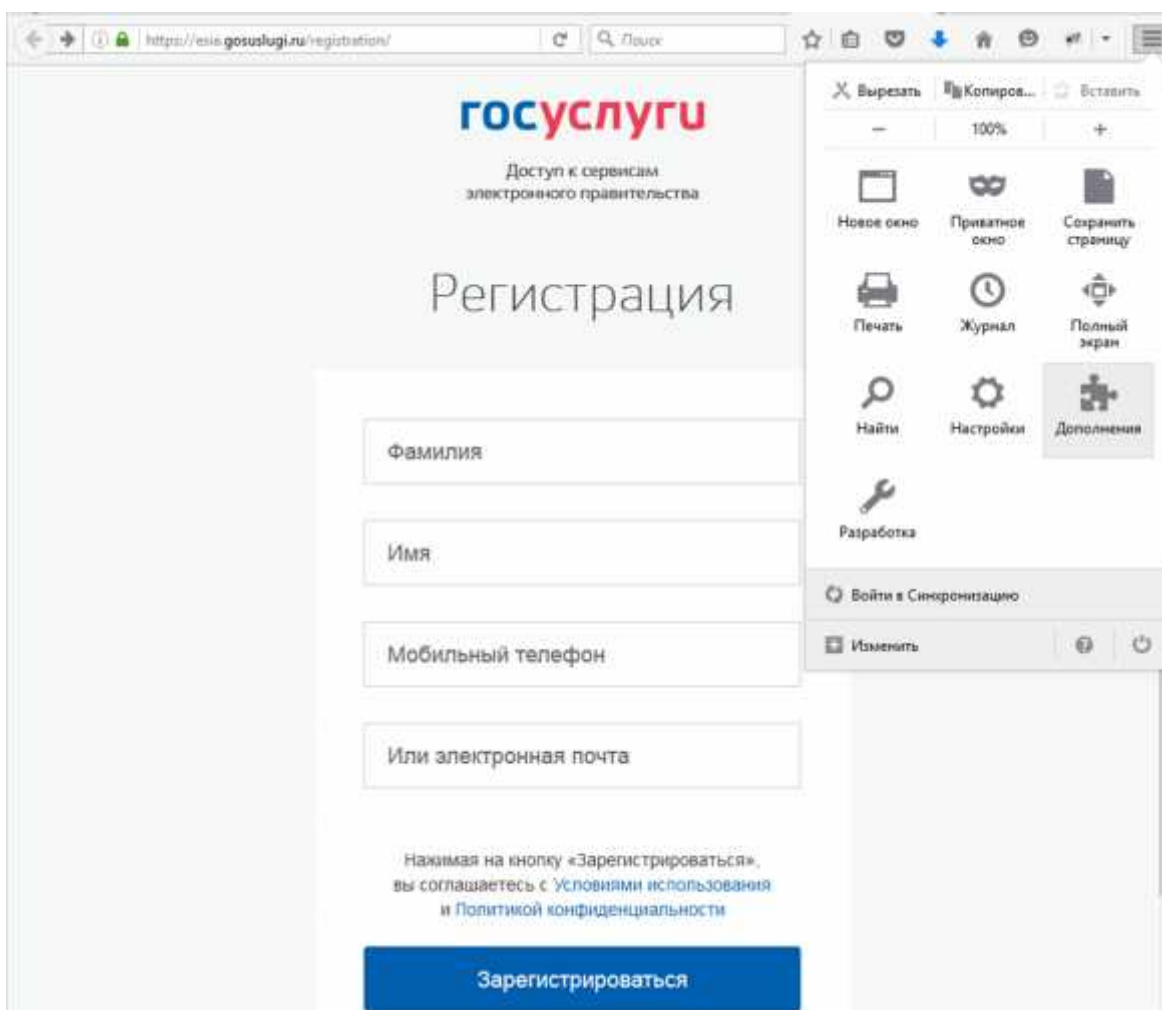 https://esia.gosuslugi.ru/registration/
Поиск
госуслуги
Доступ к сервисам
электронного правительства
Регистрация
Фамилия
Имя
Мобильный телефон
Или электронная почта
Нажимая на кнопку «Зарегистрироваться»,
вы соглашаетесь с Условиями использования
и Политикой конфиденциальности
Зарегистрироваться
Вырезать Копиров... Вставить
− 100% +
Новое окно
Приватное
окно
Сохранить
страницу
Печать
Журнал
Полный
экран
Найти
Настройки
Дополнения
Разработка
Войти в Синхронизацию
Изменить